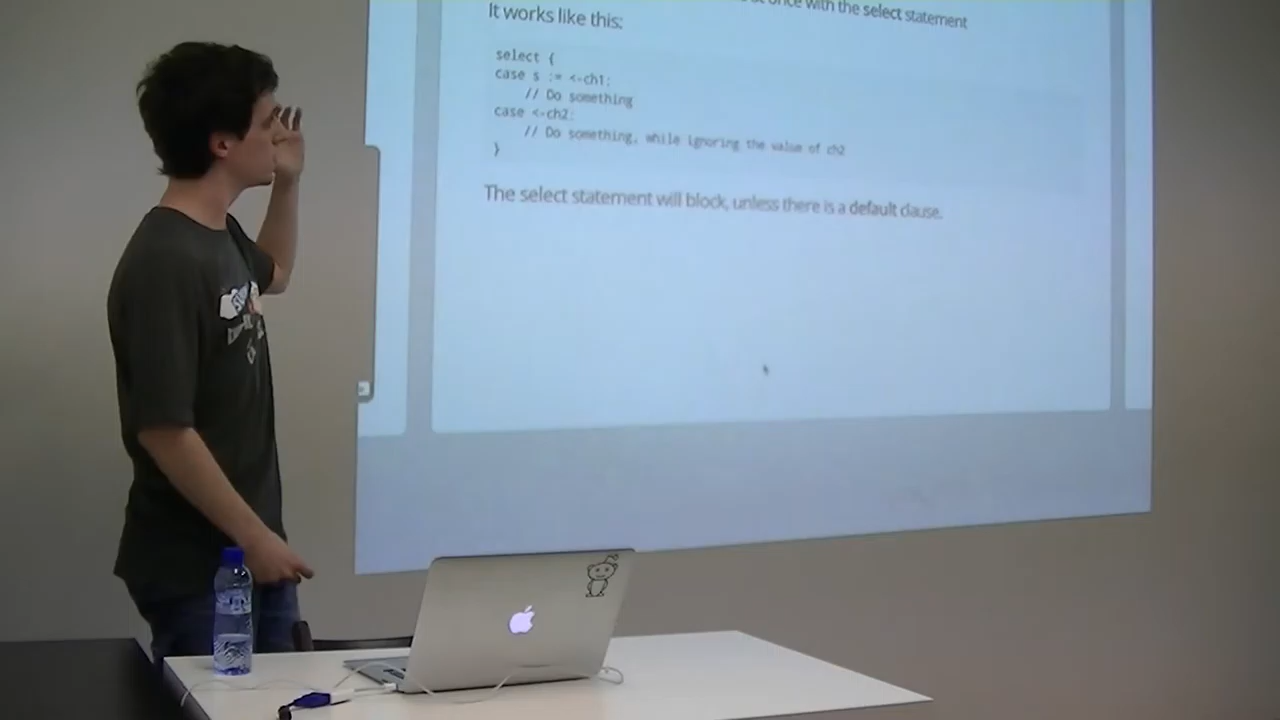 at once with the select statement
It works like this:
select {
case s := <-ch1:
// Do something
case <-ch2:
// Do something, while ignoring the value of ch2
}
The select statement will block, unless there is a default clause.